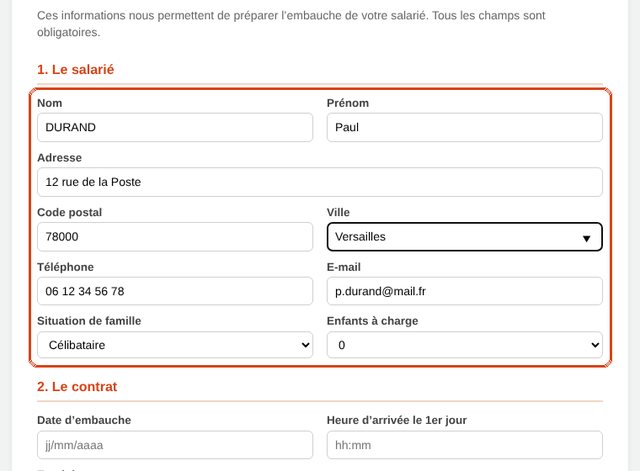 Ces informations nous permettent de préparer l’embauche de votre salarié. Tous les champs sont
obligatoires.
1. Le salarié
Nom
Prénom
DURAND
Paul
Adresse
12 rue de la Poste
Code postal
Ville
78000
Versailles
Téléphone
E-mail
06 12 34 56 78
p.durand@mail.fr
Situation de famille
Enfants à charge
Célibataire
0
2. Le contrat
Date d’embauche
Heure d’arrivée le 1er jour
jj/mm/aaaa
hh:mm